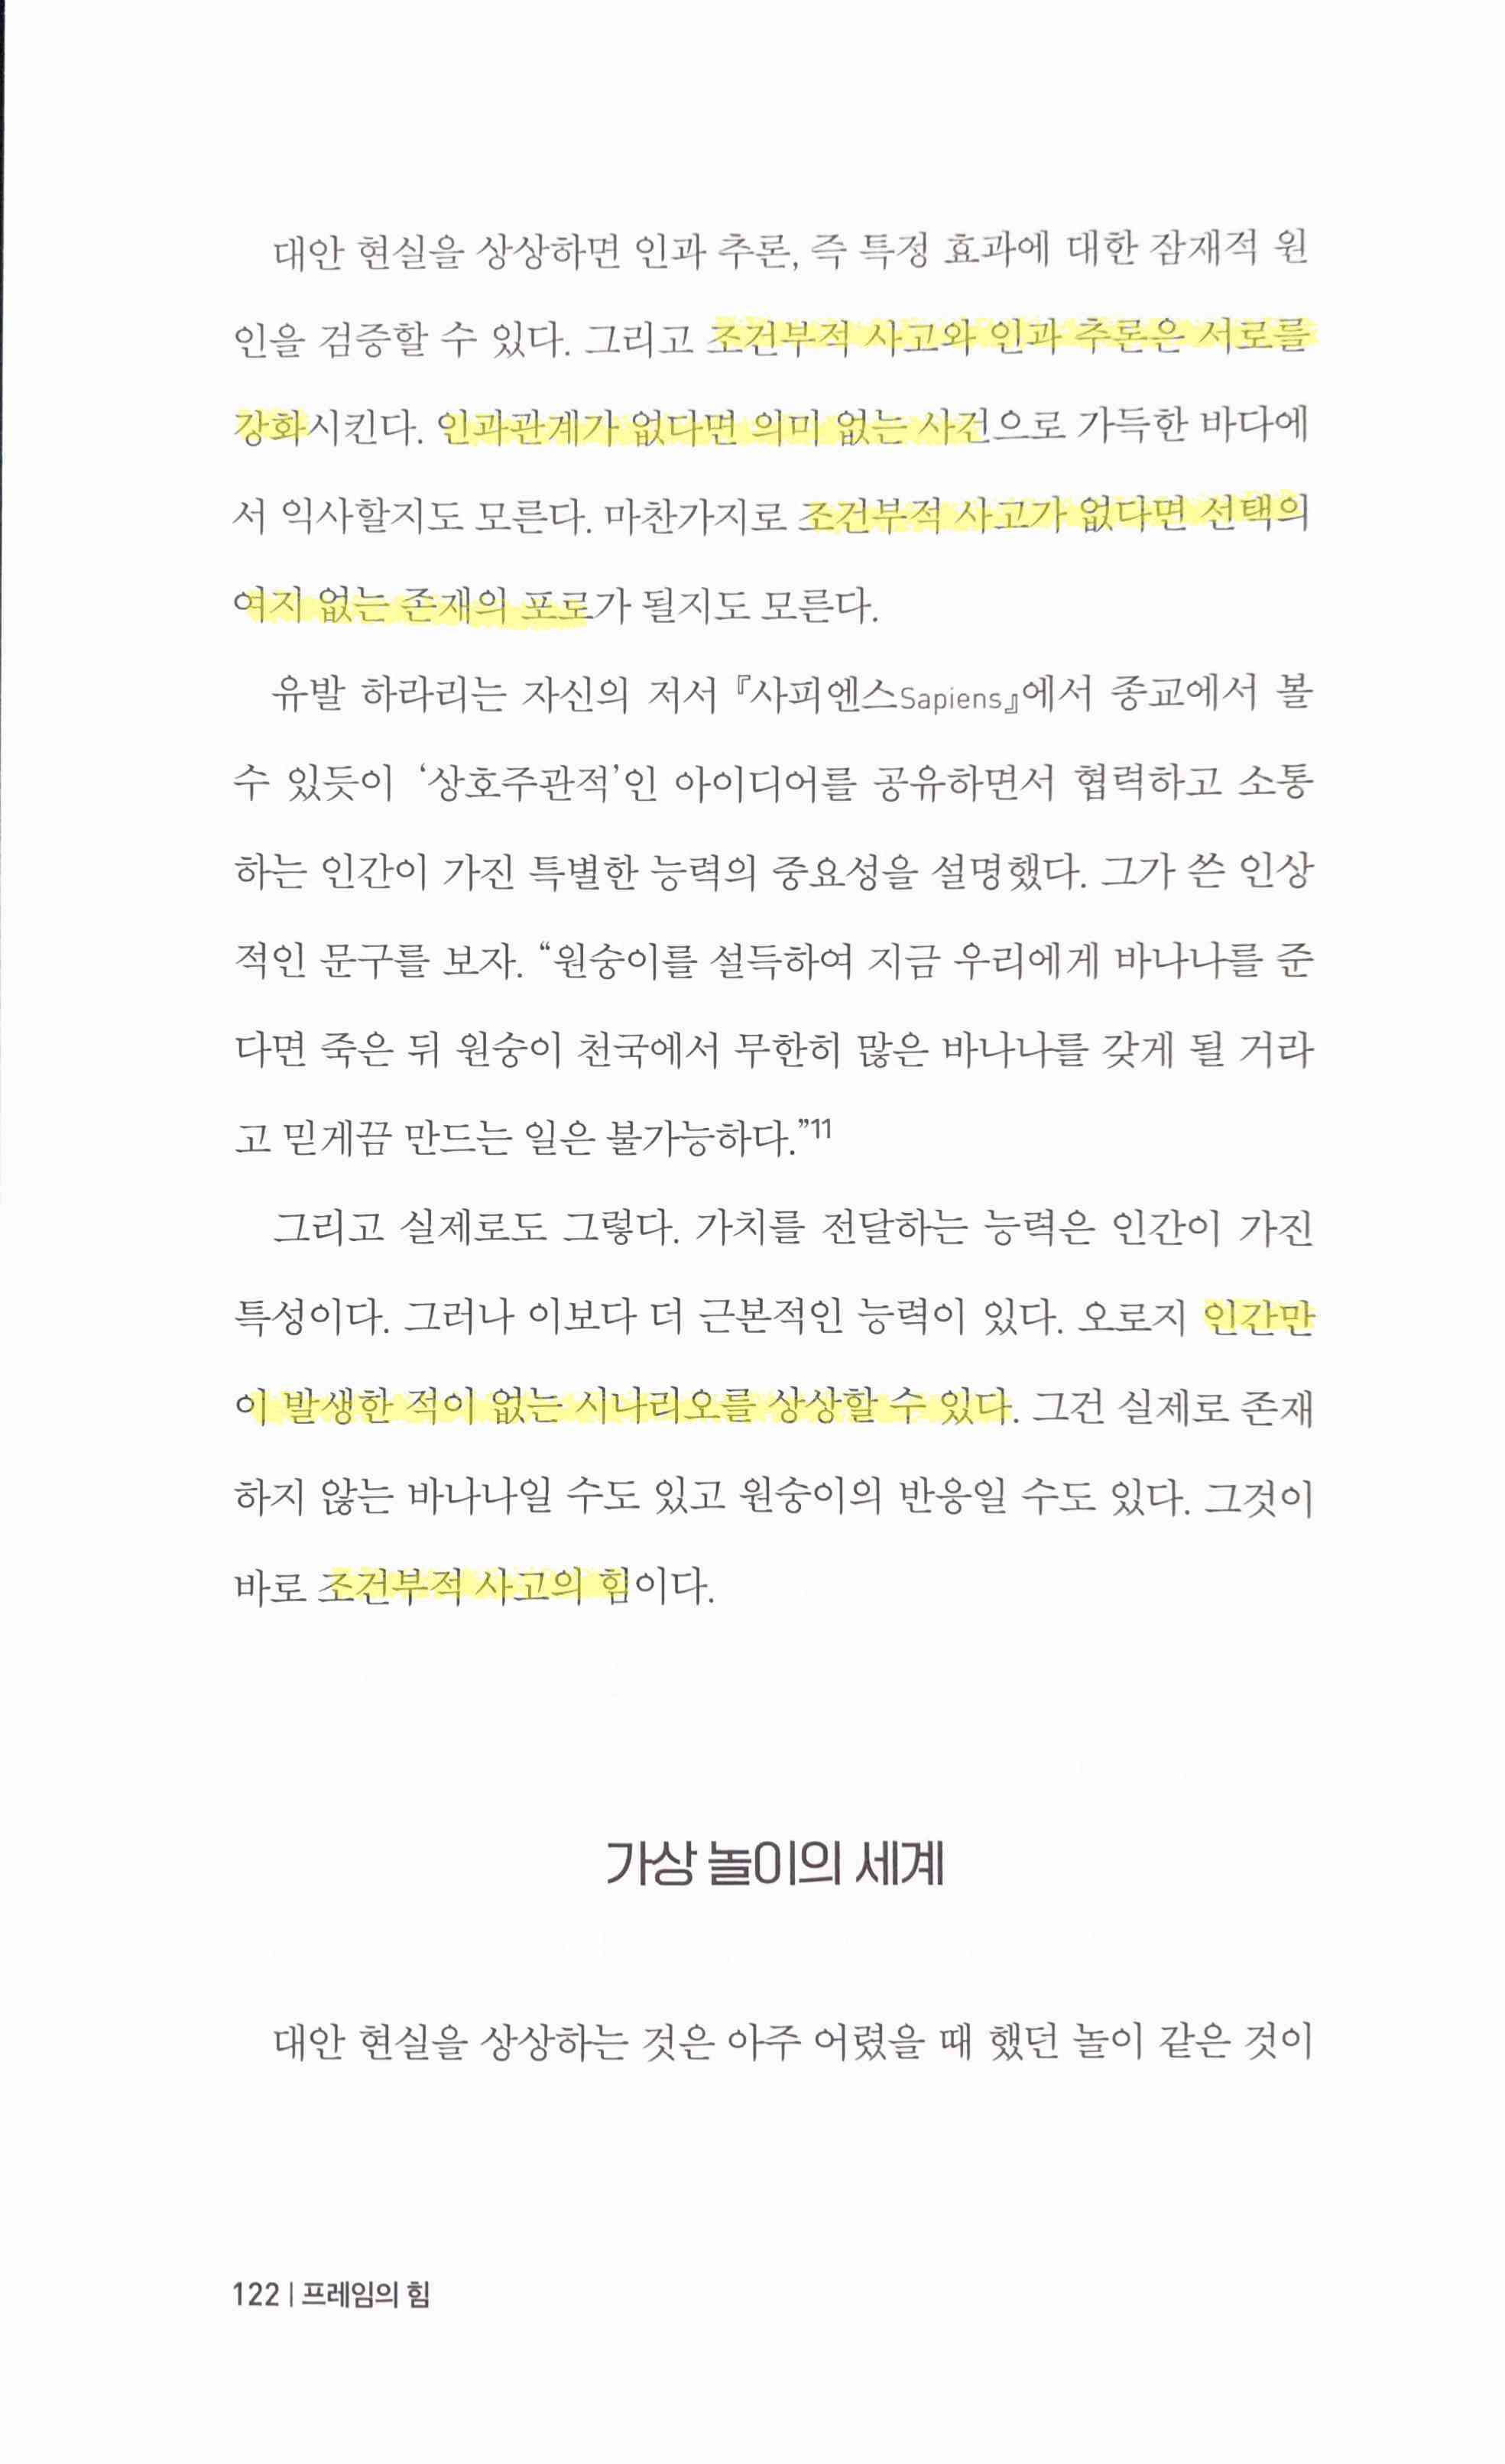 대안 현실을 상상하면 인과 추론, 즉 특정 효과에 대한 잠재적 원
인을 검증할 수 있다. 그리고 조건부적 사고와 인과 추론은 서로를
강화시킨다. 인과관계가 없다면 의미 없는 사건으로 가득한 바다에
서 익사할지도 모른다. 마찬가지로 조건부적 사고가 없다면 선택의
여지 없는 존재의 포로가 될지도 모른다.
유발 하라리는 자신의 저서 『사피엔스Sapiens』에서 종교에서 볼
수 있듯이 ‘상호주관적’인 아이디어를 공유하면서 협력하고 소통
하는 인간이 가진 특별한 능력의 중요성을 설명했다. 그가 쓴 인상
적인 문구를 보자. “원숭이를 설득하여 지금 우리에게 바나나를 준
다면 죽은 뒤 원숭이 천국에서 무한히 많은 바나나를 갖게 될 거라
고 믿게끔 만드는 일은 불가능하다.”11
그리고 실제로도 그렇다. 가치를 전달하는 능력은 인간이 가진
특성이다. 그러나 이보다 더 근본적인 능력이 있다. 오로지 인간만
이 발생한 적이 없는 시나리오를 상상할 수 있다. 그건 실제로 존재
하지 않는 바나나일 수도 있고 원숭이의 반응일 수도 있다. 그것이
바로 조건부적 사고의 힘이다.
가상 놀이의 세계
대안 현실을 상상하는 것은 아주 어렸을 때 했던 놀이 같은 것이
122 | 프레임의 힘